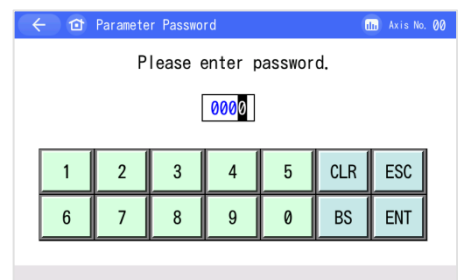 Parameter Password Axis No. 00
Please enter password.
0000
1 2 3 4 5 CLR ESC
6 7 8 9 0 BS ENT